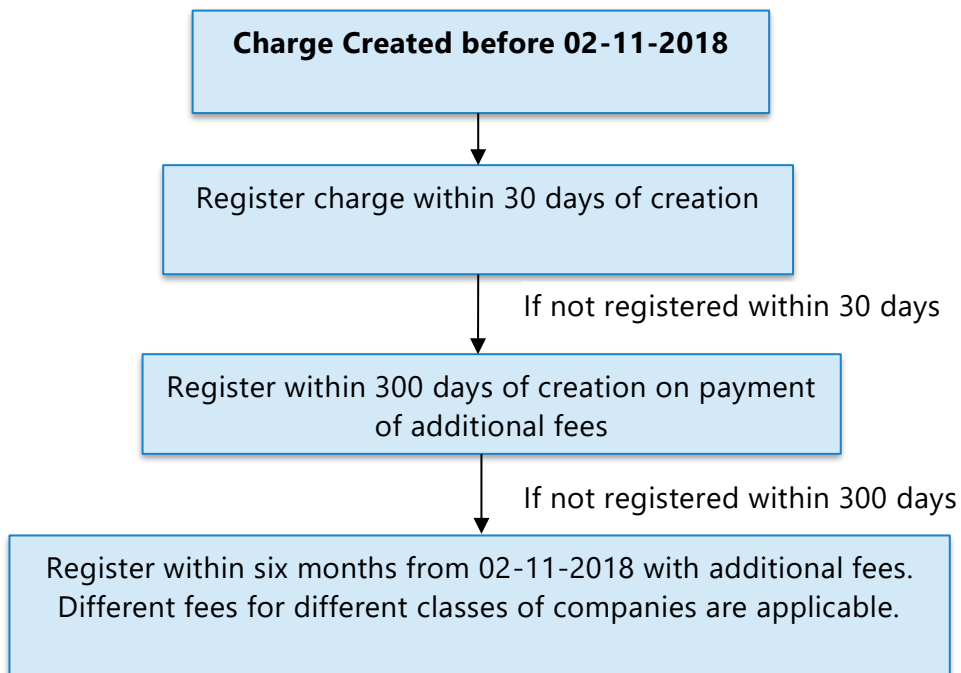 Charge Created before 02-11-2018
Register charge within 30 days of creation
If not registered within 30 days
Register within 300 days of creation on payment
of additional fees
If not registered within 300 days
Register within six months from 02-11-2018 with additional fees.
Different fees for different classes of companies are applicable.